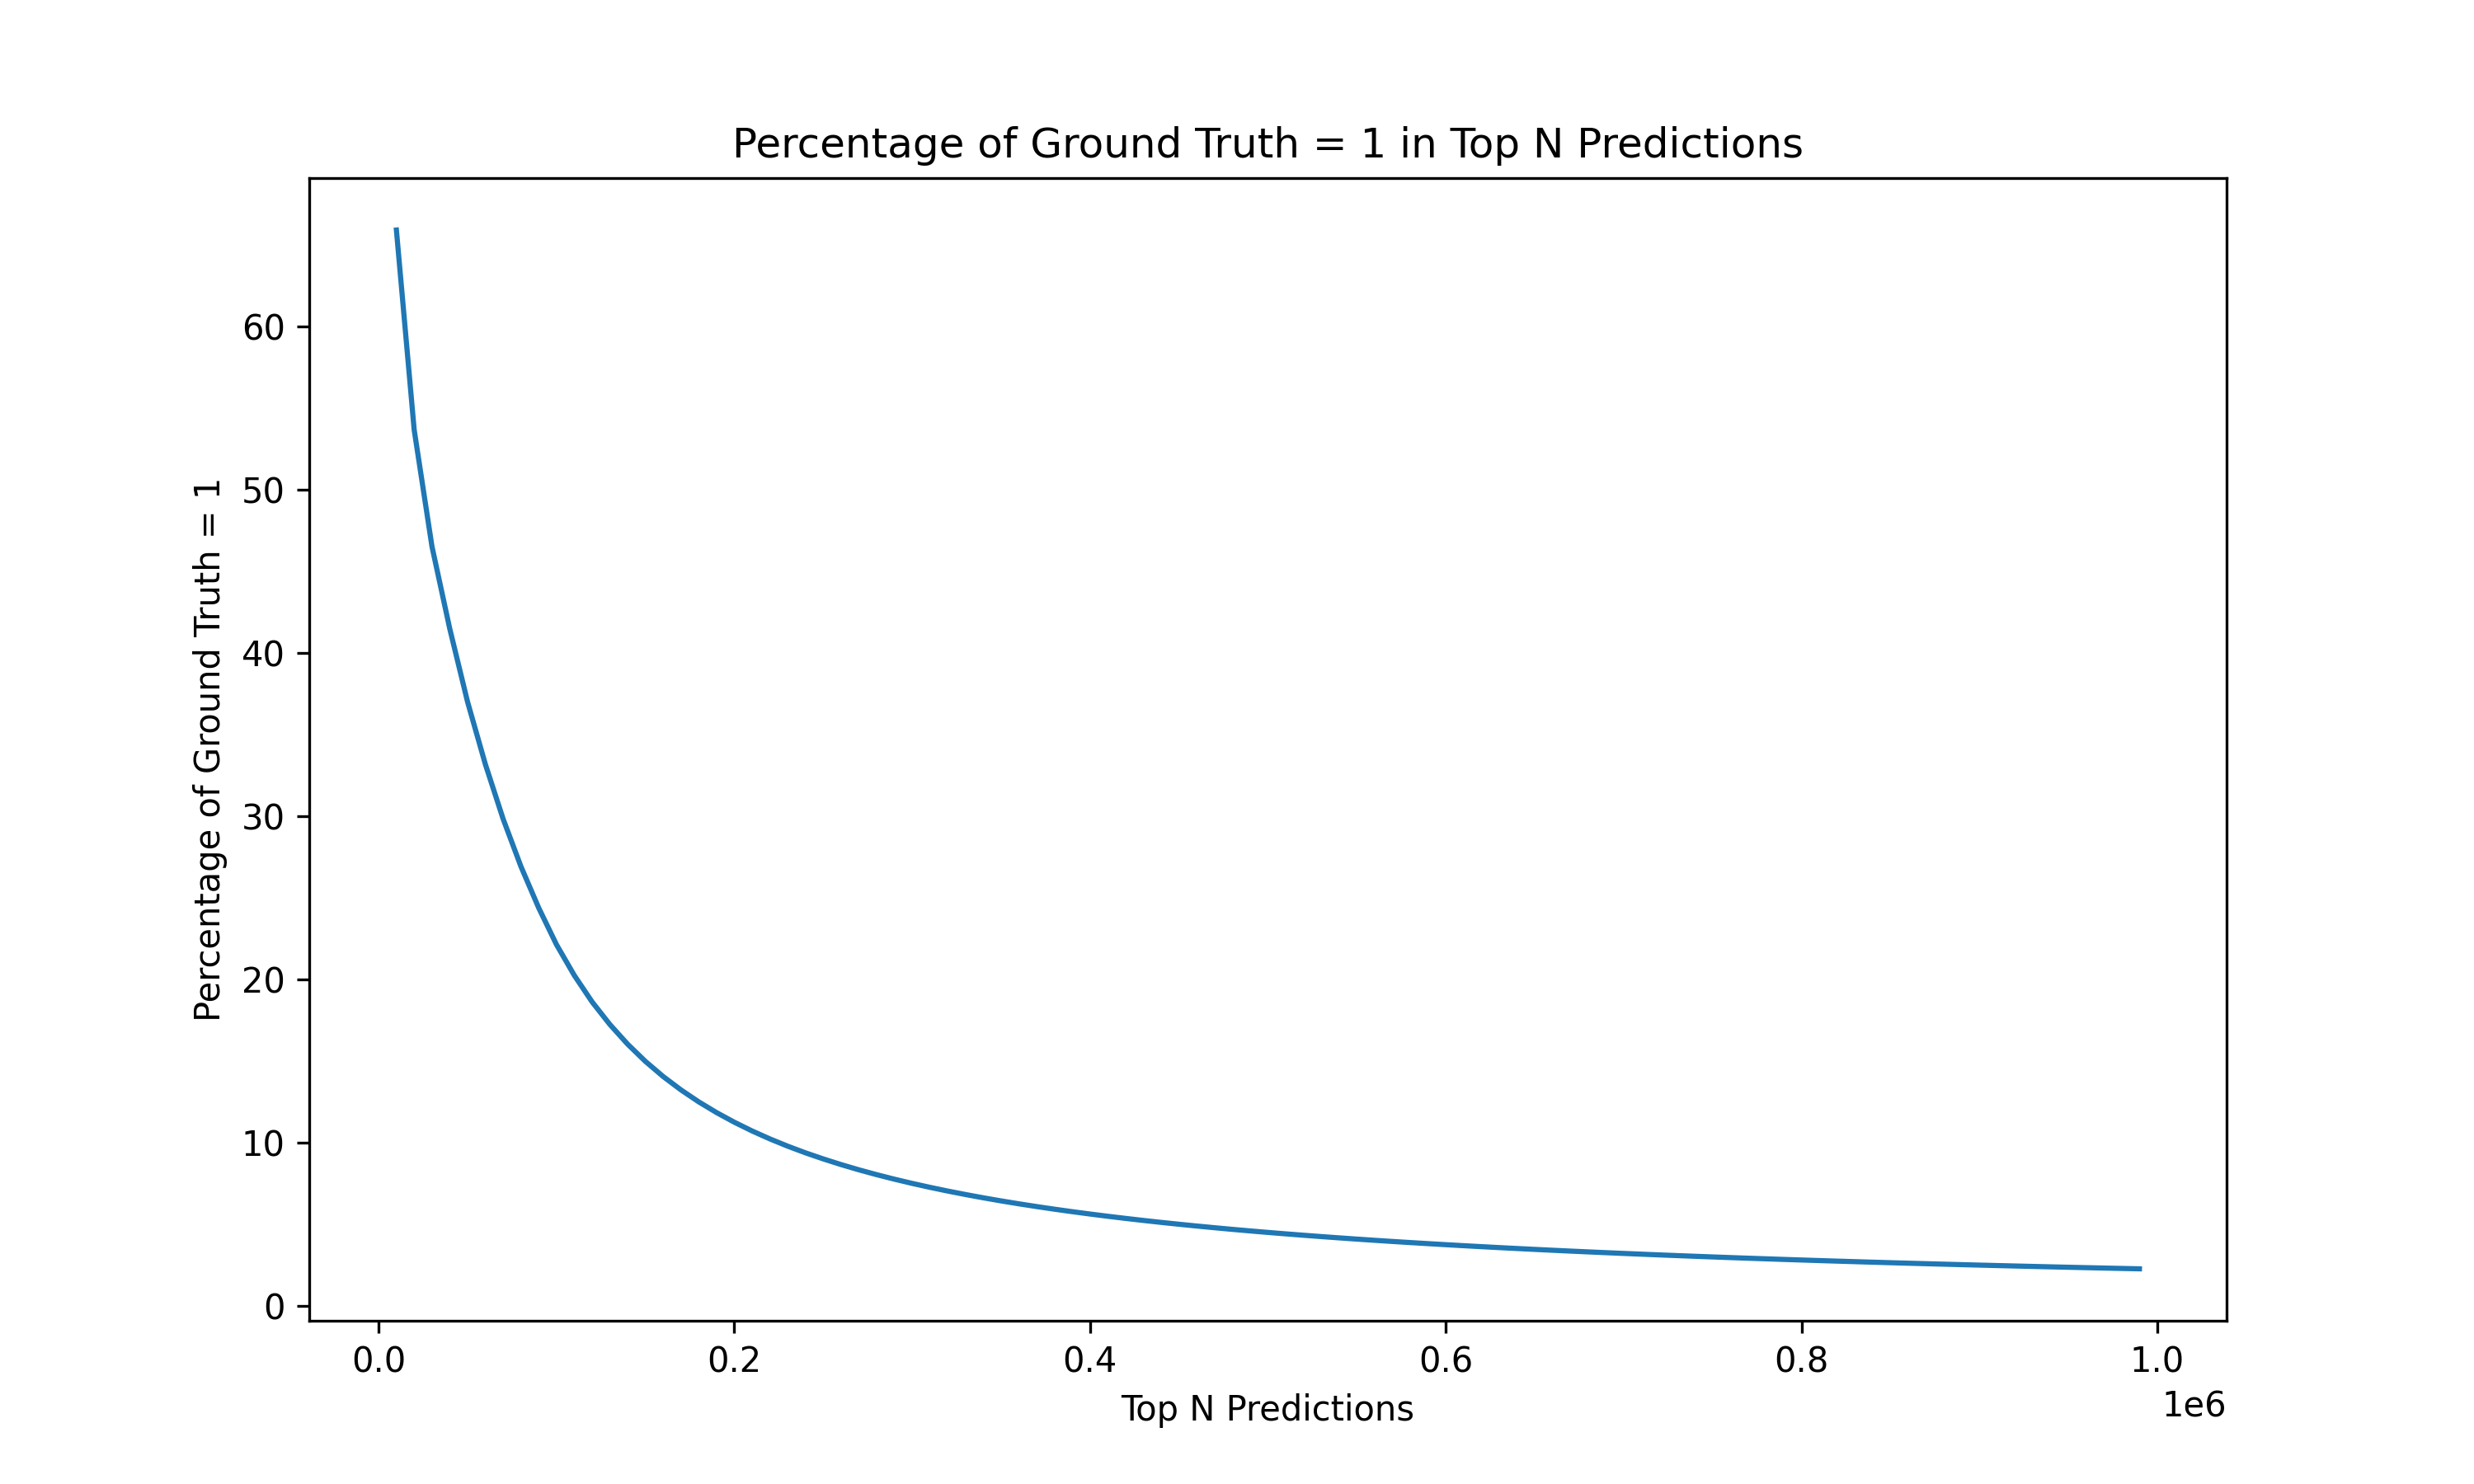 Percentage of Ground Truth = 1 in Top N Predictions
Percentage of Ground Truth = 1
60
50
40
30
20
10
0
0.0 0.2 0.4 0.6 0.8 1.0
1e6
Top N Predictions